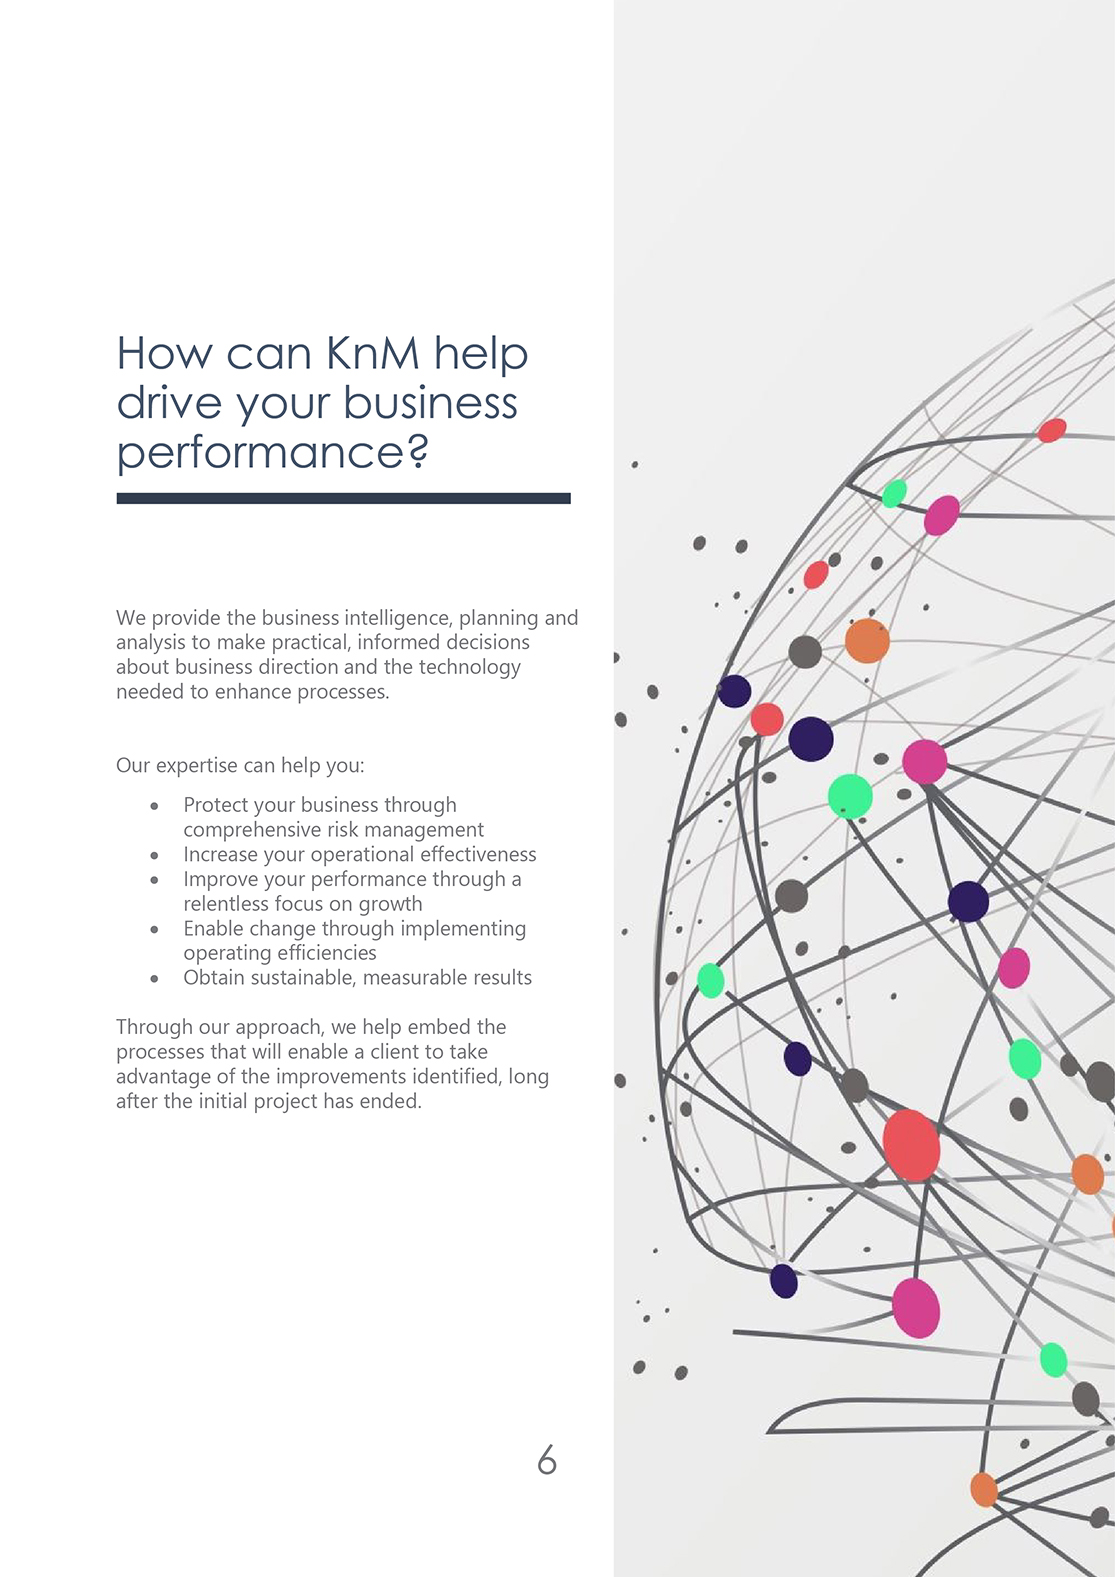 How can KnM help
drive your business
performance?
We provide the business intelligence, planning and
analysis to make practical, informed decisions
about business direction and the technology
needed to enhance processes.
Our expertise can help you:
• Protect your business through
comprehensive risk management
• Increase your operational effectiveness
• Improve your performance through a
relentless focus on growth
• Enable change through implementing
operating efficiencies
• Obtain sustainable, measurable results
Through our approach, we help embed the
processes that will enable a client to take
advantage of the improvements identified, long
after the initial project has ended.
6